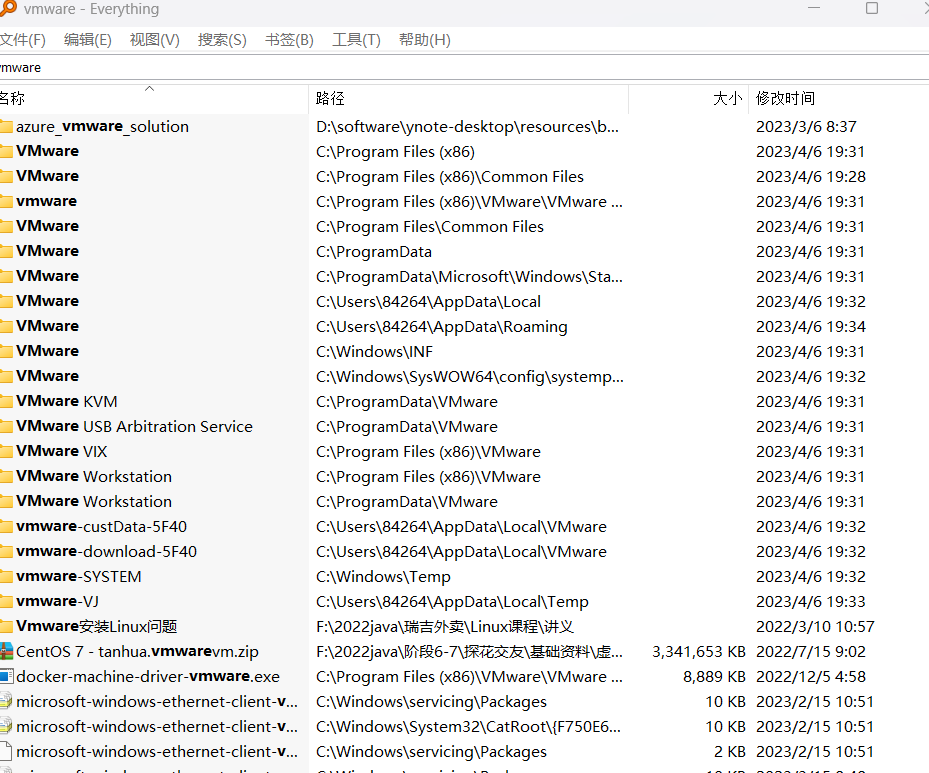 vmware - Everything
文件(F) 编辑(E) 视图(V) 搜索(S) 书签(B) 工具(T) 帮助(H)
vmware
名称 路径 大小 修改时间
azure_vmware_solution D:\software\ynote-desktop\resources\b... 2023/3/6 8:37
VMware C:\Program Files (x86) 2023/4/6 19:31
VMware C:\Program Files (x86)\Common Files 2023/4/6 19:28
vmware C:\Program Files (x86)\VMware\VMware ... 2023/4/6 19:31
VMware C:\Program Files\Common Files 2023/4/6 19:31
VMware C:\ProgramData 2023/4/6 19:31
VMware C:\ProgramData\Microsoft\Windows\Sta... 2023/4/6 19:31
VMware C:\Users\84264\AppData\Local 2023/4/6 19:32
VMware C:\Users\84264\AppData\Roaming 2023/4/6 19:34
VMware C:\Windows\INF 2023/4/6 19:31
VMware C:\Windows\SysWOW64\config\systemp... 2023/4/6 19:32
VMware KVM C:\ProgramData\VMware 2023/4/6 19:31
VMware USB Arbitration Service C:\ProgramData\VMware 2023/4/6 19:31
VMware VIX C:\Program Files (x86)\VMware 2023/4/6 19:31
VMware Workstation C:\Program Files (x86)\VMware 2023/4/6 19:31
VMware Workstation C:\ProgramData\VMware 2023/4/6 19:31
vmware-custData-5F40 C:\Users\84264\AppData\Local\VMware 2023/4/6 19:32
vmware-download-5F40 C:\Users\84264\AppData\Local\VMware 2023/4/6 19:32
vmware-SYSTEM C:\Windows\Temp 2023/4/6 19:32
vmware-VJ C:\Users\84264\AppData\Local\Temp 2023/4/6 19:33
Vmware安装Linux问题 F:\2022java\瑞吉外卖\Linux课程\讲义 2022/3/10 10:57
CentOS 7 - tanhua.vmwarevm.zip F:\2022java\阶段6-7\探花交友\基础资料\虚... 3,341,653 KB 2022/7/15 9:02
docker-machine-driver-vmware.exe C:\Program Files (x86)\VMware\VMware ... 8,889 KB 2022/12/5 4:58
microsoft-windows-ethernet-client-v... C:\Windows\servicing\Packages 10 KB 2023/2/15 10:51
microsoft-windows-ethernet-client-v... C:\Windows\System32\CatRoot\{F750E6... 10 KB 2023/2/15 10:51
microsoft-windows-ethernet-client-v... C:\Windows\servicing\Packages 2 KB 2023/2/15 10:51